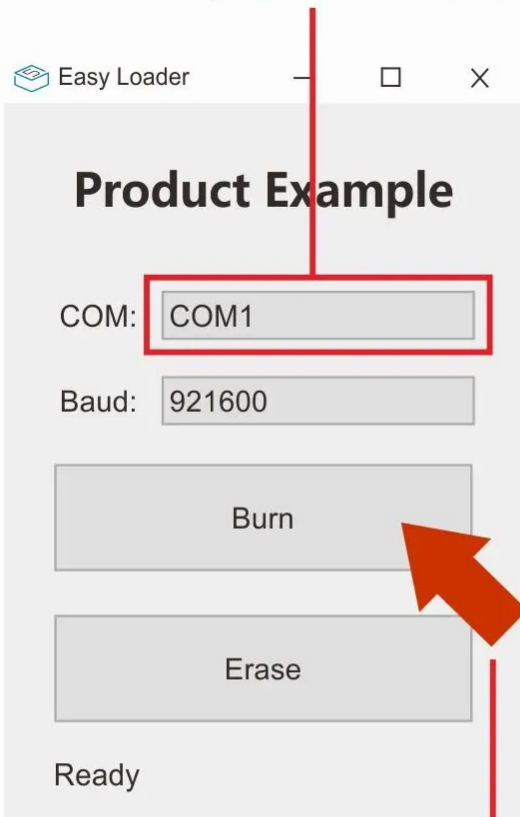 Easy Loader
Product Example
COM: COM1
Baud: 921600
Burn
Erase
Ready